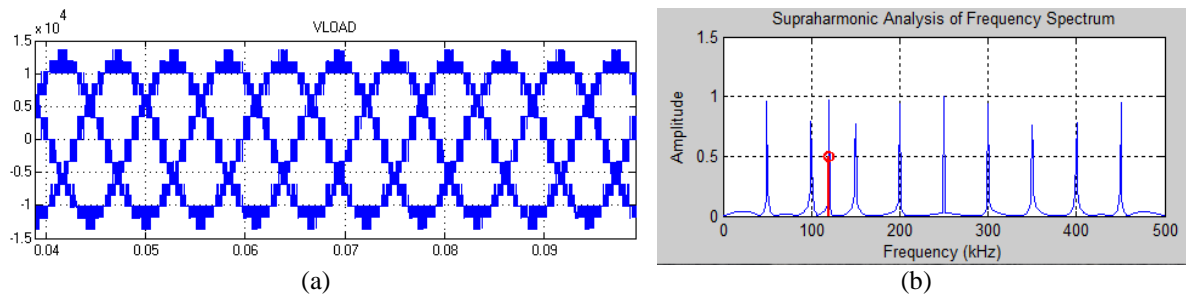 x 10^4
VLOAD
1.5
1
0.5
0
-0.5
-1
-1.5
0.04 0.05 0.06 0.07 0.08 0.09
(a)
Supraharmonic Analysis of Frequency Spectrum
1.5
1
0.5
0
Amplitude
0 100 200 300 400 500
Frequency (kHz)
(b)